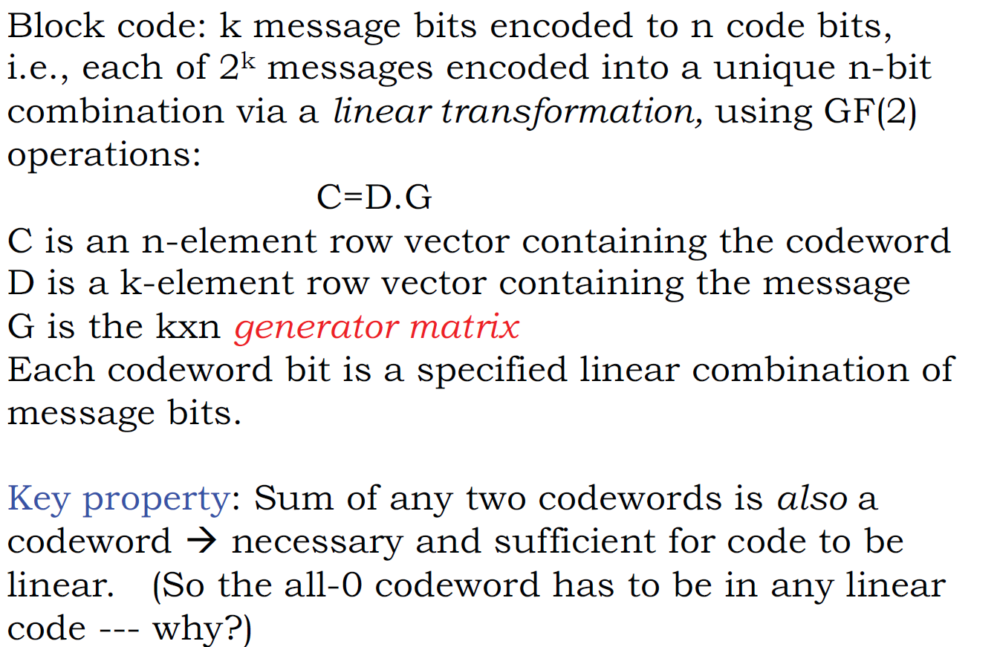 Block code: k message bits encoded to n code bits,
i.e., each of 2ᵏ messages encoded into a unique n-bit
combination via a linear transformation, using GF(2)
operations:
C=D.G
C is an n-element row vector containing the codeword
D is a k-element row vector containing the message
G is the kxn generator matrix
Each codeword bit is a specified linear combination of
message bits.
Key property: Sum of any two codewords is also a
codeword → necessary and sufficient for code to be
linear. (So the all-0 codeword has to be in any linear
code --- why?)